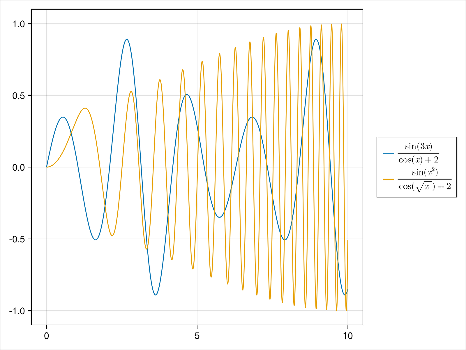 1.0
0.5
0.0
-0.5
-1.0
0
5
10
sin(3x)
cos(x) + 2
sin(x²)
cos(√x) + 2